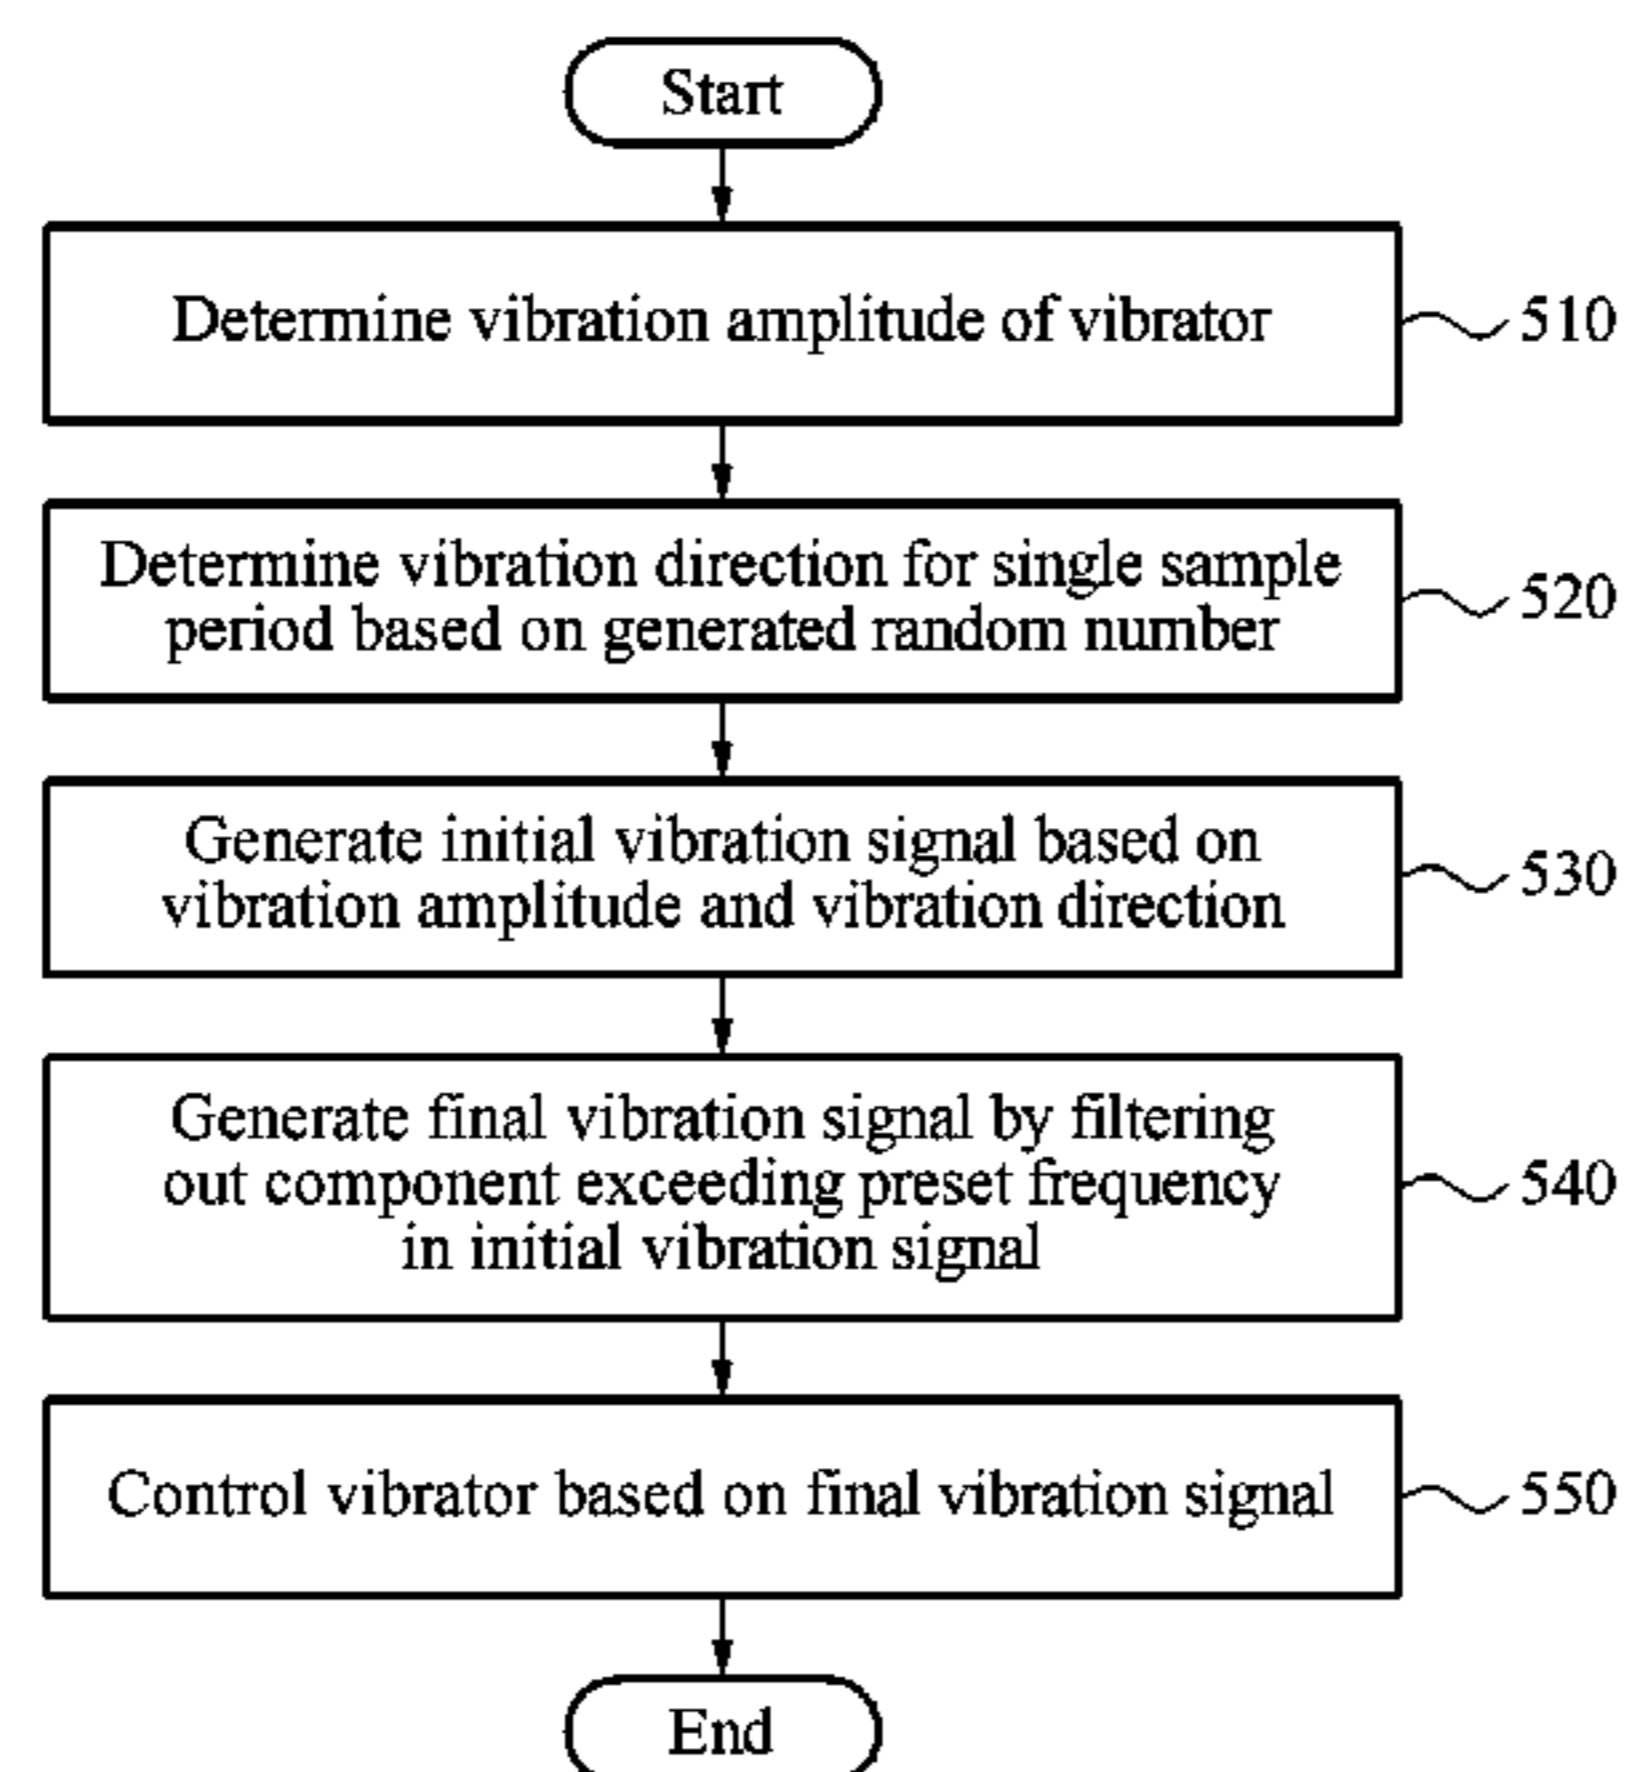 Start
Determine vibration amplitude of vibrator
510
Determine vibration direction for single sample
period based on generated random number
520
Generate initial vibration signal based on
vibration amplitude and vibration direction
530
Generate final vibration signal by filtering
out component exceeding preset frequency
in initial vibration signal
540
Control vibrator based on final vibration signal
550
End